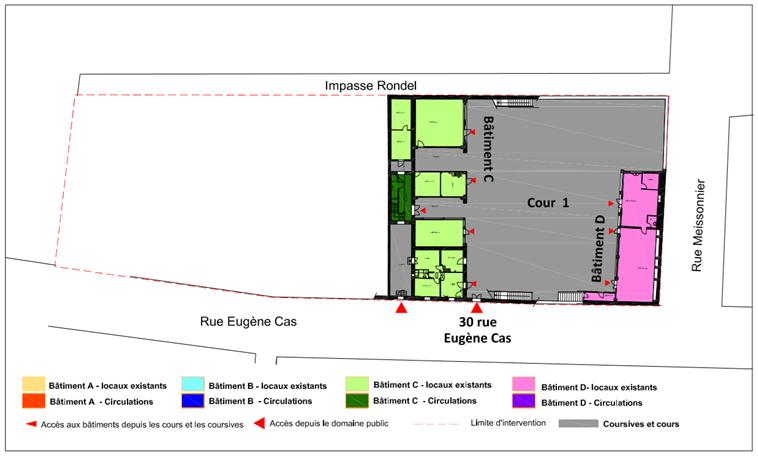 Impasse Rondel
Bâtiment C
Cour 1
Bâtiment D
Rue Meissonnier
Rue Eugène Cas
30 rue
Eugène Cas
Bâtiment A - locaux existants
Bâtiment B - locaux existants
Bâtiment C - locaux existants
Bâtiment D- locaux existants
Bâtiment A - Circulations
Bâtiment B - Circulations
Bâtiment C - Circulations
Bâtiment D - Circulations
Accès aux bâtiments depuis les cours et les coursives
Accès depuis le domaine public
Limite d'intervention
Coursives et cours